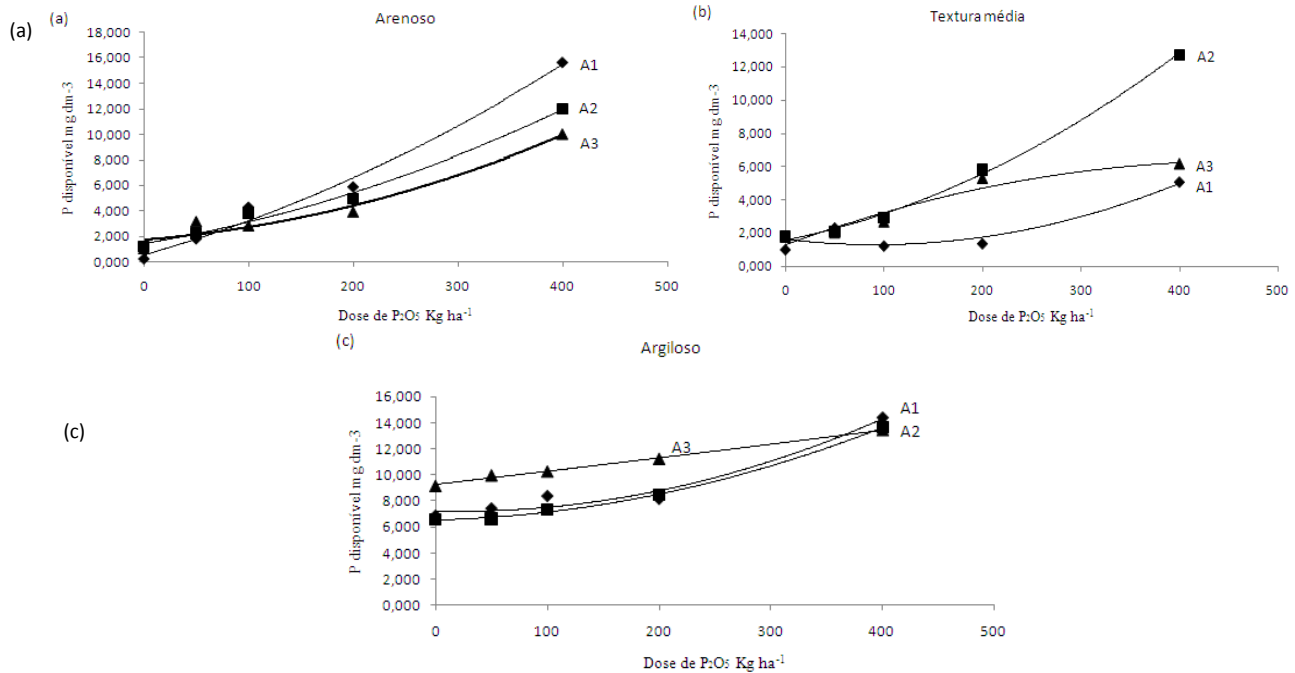 (a)
(a)
Arenoso
P disponível mg dm-3
18,000
16,000
14,000
12,000
10,000
8,000
6,000
4,000
2,000
0,000
A1
A2
A3
0 100 200 300 400 500
Dose de P2O5 Kg ha-1
(b)
Textura média
P disponível mg dm-3
14,000
12,000
10,000
8,000
6,000
4,000
2,000
0,000
A2
A3
A1
0 100 200 300 400 500
Dose de P2O5 Kg ha-1
(c)
(c)
Argiloso
P disponível mg dm-3
16,000
14,000
12,000
10,000
8,000
6,000
4,000
2,000
0,000
A1
A2
A3
0 100 200 300 400 500
Dose de P2O5 Kg ha-1